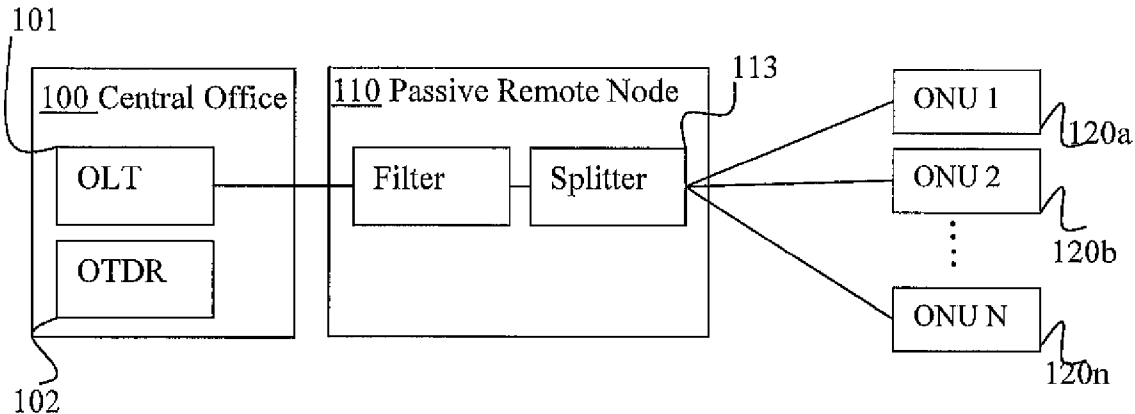 101
100 Central Office
110 Passive Remote Node
113
OLT
OTDR
Filter
Splitter
ONU 1
120a
ONU 2
120b
ONU N
120n
102